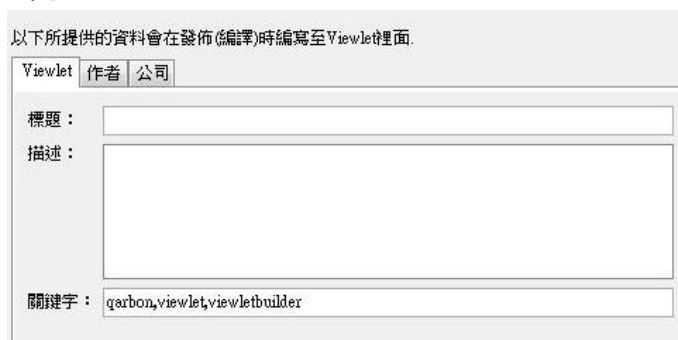 以下所提供的資料會在發佈(編譯)時編寫至Viewlet裡面.
Viewlet 作者 公司
標題：
描述：
關鍵字： qarbon,viewlet,viewletbuilder